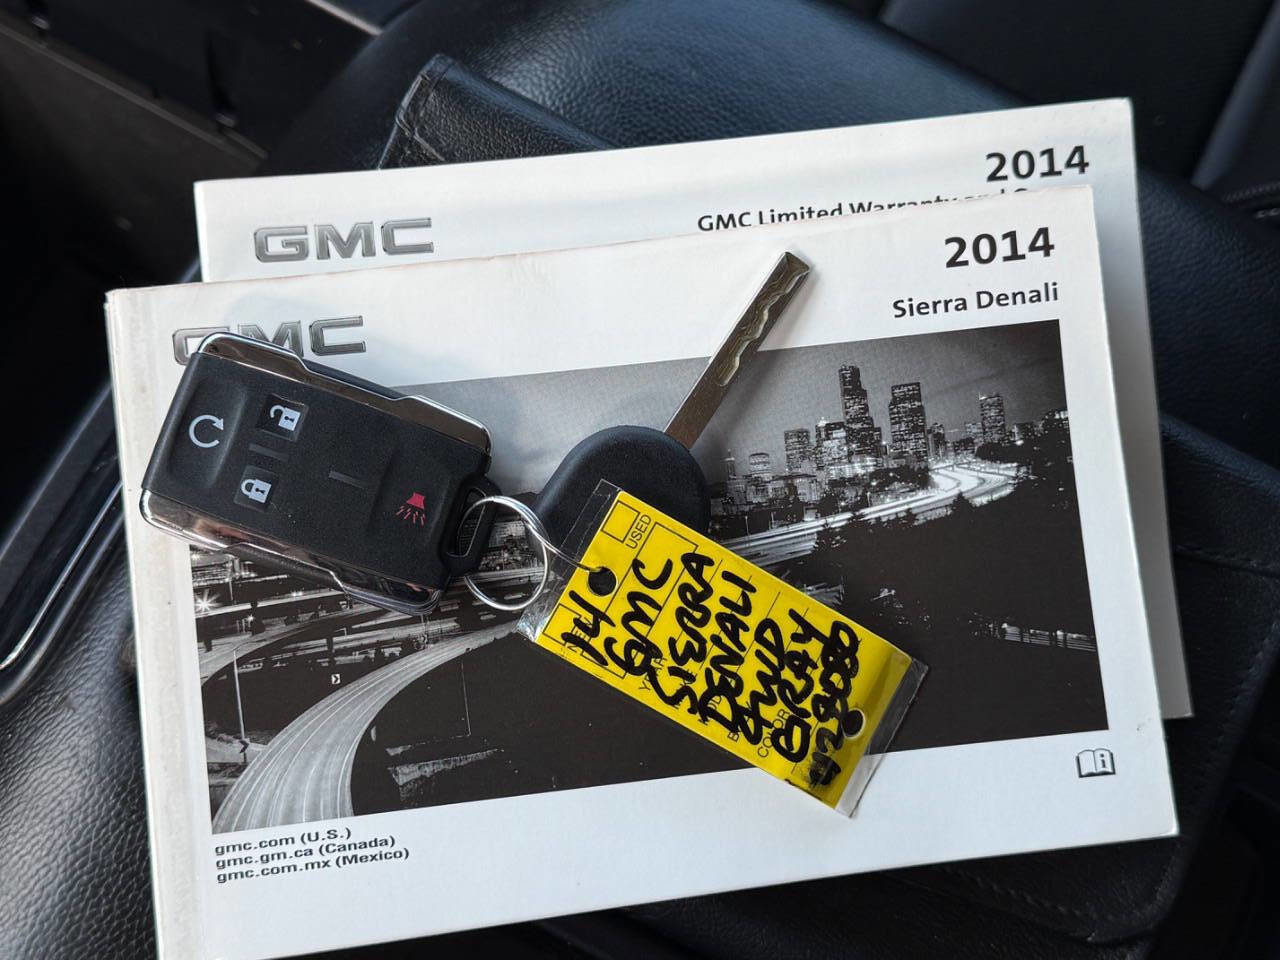 2014
GMC
GMC Limited Warranty and
2014
Sierra Denali
GMC
USED
14
GMC
SIERRA
DENALI
GRAY
gmc.com (U.S.)
gmc.gm.ca (Canada)
gmc.com.mx (Mexico)